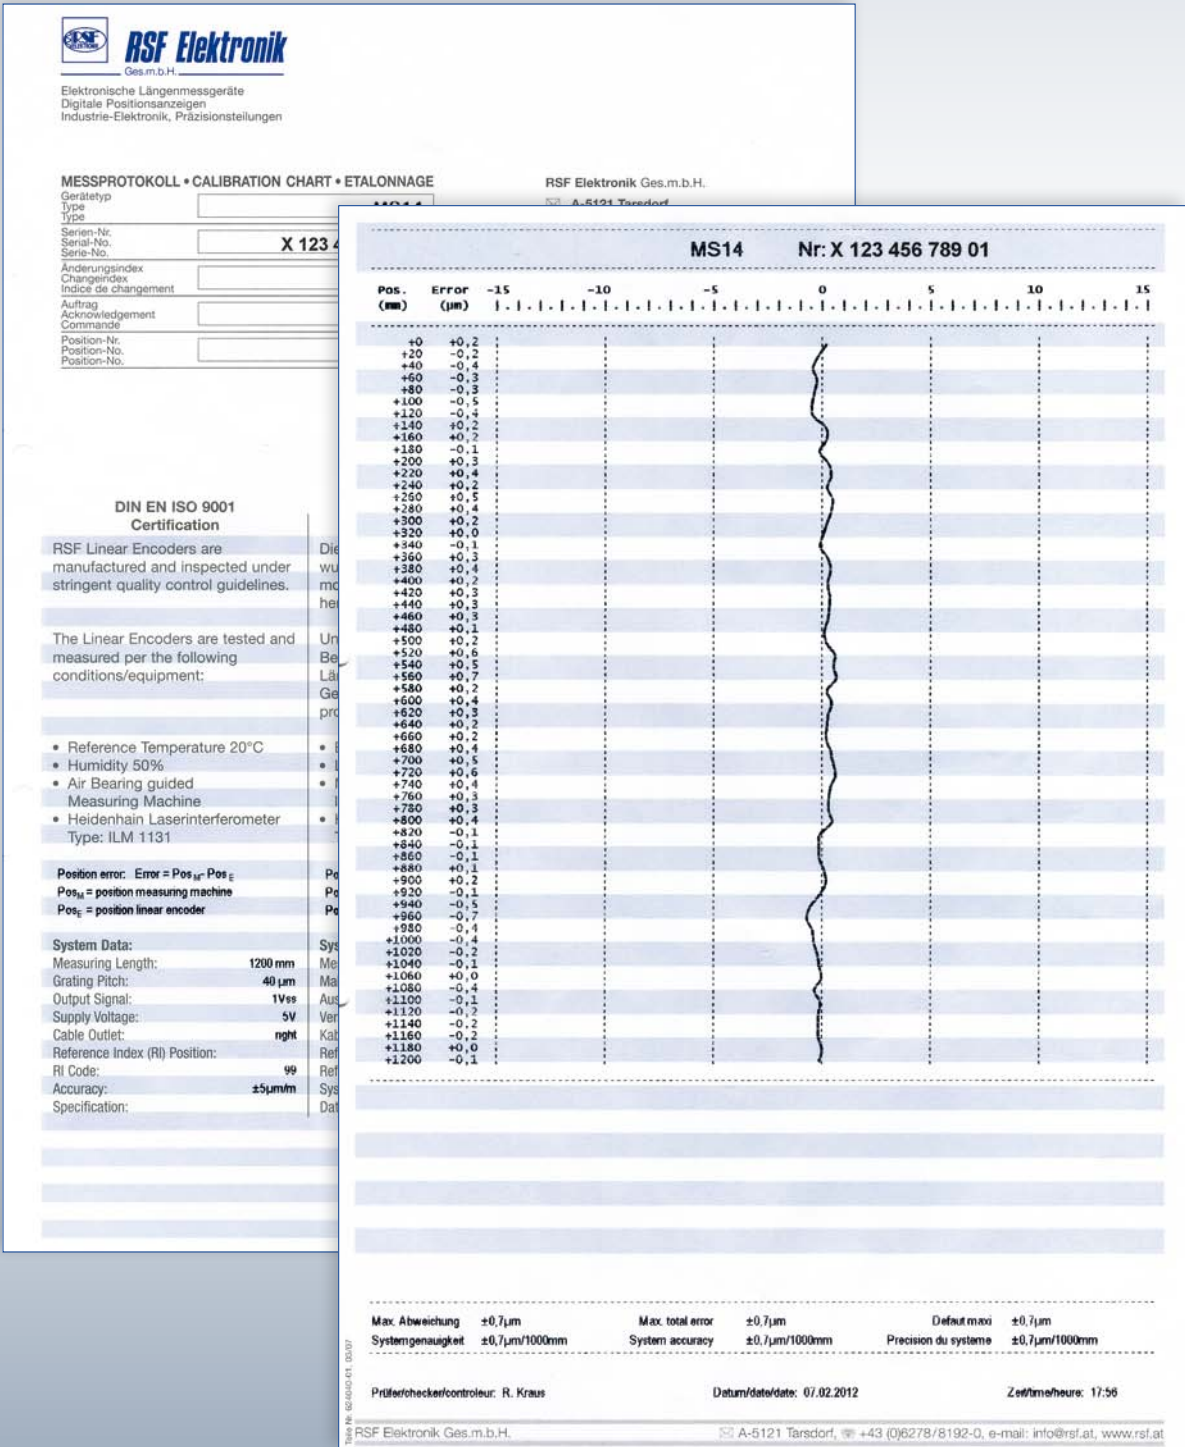 RSF
ELEKTRONIK
RSF Elektronik
Ges.m.b.H.
Elektronische Längenmessgeräte
Digitale Positionsanzeigen
Industrie-Elektronik, Präzisionsteilungen
MESSPROTOKOLL • CALIBRATION CHART • ETALONNAGE
Gerätetyp
Type
Type
Serien-Nr.
Serial-No.
Serie-No.
X 123 4
Änderungsindex
Changeindex
Indice de changement
Auftrag
Acknowledgement
Commande
Position-Nr.
Position-No.
Position-No.
RSF Elektronik Ges.m.b.H.
A-5121 Tarsdorf
DIN EN ISO 9001
Certification
RSF Linear Encoders are
manufactured and inspected under
stringent quality control guidelines.
The Linear Encoders are tested and
measured per the following
conditions/equipment:
• Reference Temperature 20°C
• Humidity 50%
• Air Bearing guided
Measuring Machine
• Heidenhain Laserinterferometer
Type: ILM 1131
Position error: Error = Pos M- Pos E
PosM = position measuring machine
PosE = position linear encoder
System Data:
Measuring Length: 1200 mm
Grating Pitch: 40 µm
Output Signal: 1Vss
Supply Voltage: 5V
Cable Outlet: right
Reference Index (RI) Position:
RI Code: 99
Accuracy: ±5µm/m
Specification:
MS14 Nr: X 123 456 789 01
Pos. Error -15 -10 -5 0 5 10 15
(mm) (µm)
+0 +0,2
+20 -0,2
+40 -0,4
+60 -0,3
+80 -0,3
+100 -0,5
+120 -0,4
+140 +0,2
+160 +0,2
+180 -0,1
+200 +0,3
+220 +0,4
+240 +0,2
+260 +0,5
+280 +0,4
+300 +0,2
+320 +0,0
+340 -0,1
+360 +0,3
+380 +0,4
+400 +0,2
+420 +0,3
+440 +0,3
+460 +0,3
+480 +0,1
+500 +0,2
+520 +0,6
+540 +0,5
+560 +0,7
+580 +0,2
+600 +0,4
+620 +0,3
+640 +0,2
+660 +0,2
+680 +0,4
+700 +0,5
+720 +0,6
+740 +0,4
+760 +0,3
+780 +0,3
+800 +0,4
+820 -0,1
+840 -0,1
+860 -0,1
+880 +0,1
+900 +0,2
+920 -0,1
+940 -0,5
+960 -0,7
+980 -0,4
+1000 -0,4
+1020 -0,2
+1040 -0,1
+1060 +0,0
+1080 -0,4
+1100 -0,1
+1120 -0,2
+1140 -0,2
+1160 -0,2
+1180 +0,0
+1200 -0,1
Max. Abweichung ±0,7µm Max. total error ±0,7µm Defaut maxi ±0,7µm
Systemgenauigkeit ±0,7µm/1000mm System accuracy ±0,7µm/1000mm Precision du systeme ±0,7µm/1000mm
Prüfer/checker/controleur: R. Kraus Datum/date/date: 07.02.2012 Zeit/time/heure: 17:56
Teile Nr. 624040-01, 03/07
RSF Elektronik Ges.m.b.H. A-5121 Tarsdorf, +43 (0)6278/8192-0, e-mail: info@rsf.at, www.rsf.at